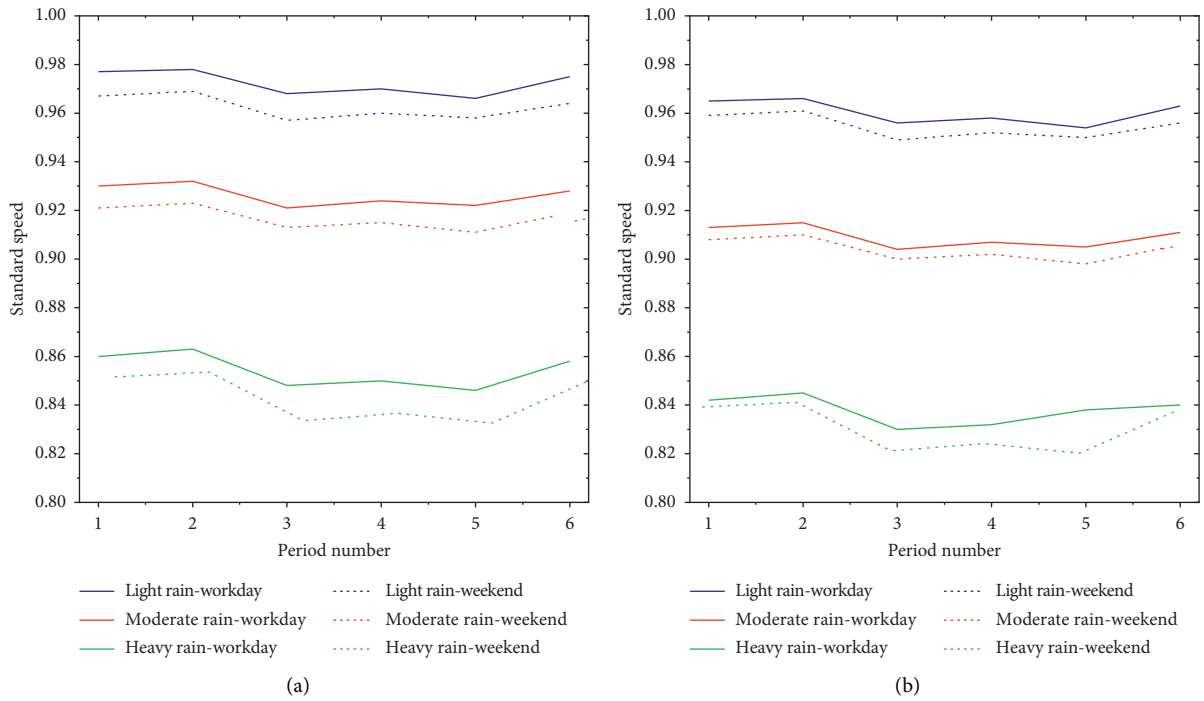 1.00
0.98
0.96
0.94
0.92
0.90
0.88
0.86
0.84
0.82
0.80
Standard speed
1 2 3 4 5 6
Period number
Light rain-workday Light rain-weekend
Moderate rain-workday Moderate rain-weekend
Heavy rain-workday Heavy rain-weekend
(a)
1.00
0.98
0.96
0.94
0.92
0.90
0.88
0.86
0.84
0.82
0.80
Standard speed
1 2 3 4 5 6
Period number
Light rain-workday Light rain-weekend
Moderate rain-workday Moderate rain-weekend
Heavy rain-workday Heavy rain-weekend
(b)